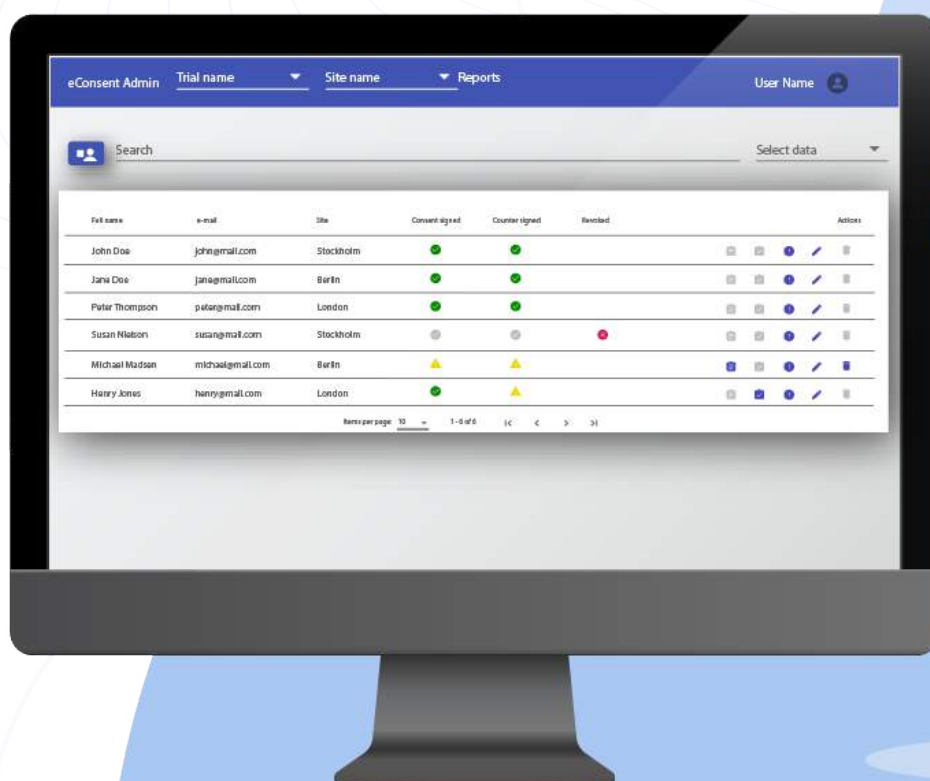 eConsent Admin Trial name Site name Reports User Name
Search Select data
Full name e-mail Site Consent signed Counter signed Revoked Actions
John Doe john@mail.com Stockholm
Jane Doe jane@mail.com Berlin
Peter Thompson peter@mail.com London
Susan Nielson susan@mail.com Stockholm
Michael Madsen michael@mail.com Berlin
Henry Jones henry@mail.com London
Items per page: 10 1 - 6 of 6